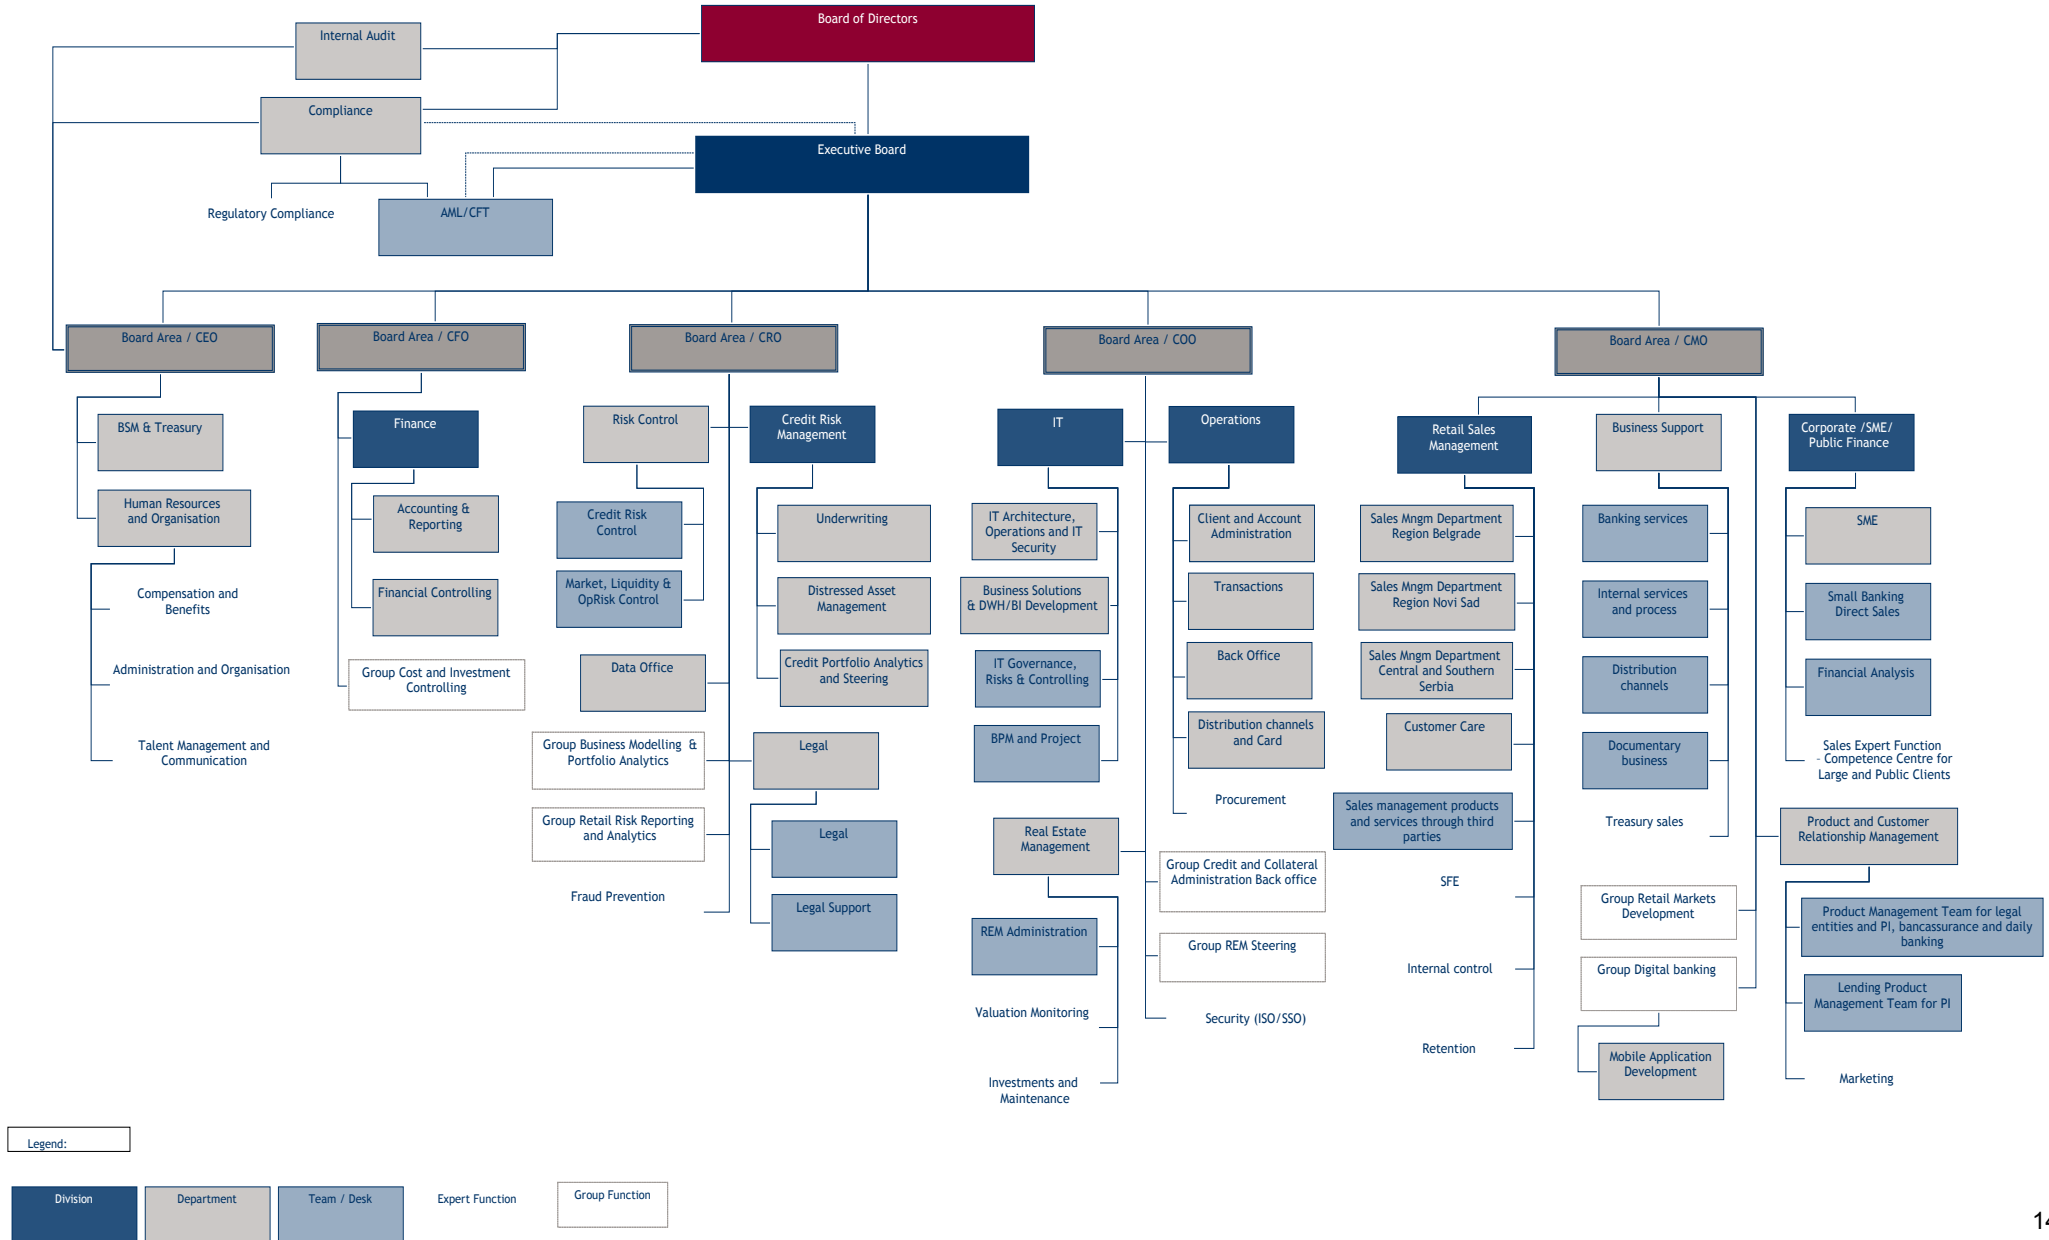 Board of Directors
Internal Audit
Compliance
Executive Board
Regulatory Compliance
AML/CFT
Board Area / CEO
Board Area / CFO
Board Area / CRO
Board Area / COO
Board Area / CMO
BSM & Treasury
Human Resources
and Organisation
Compensation and
Benefits
Administration and Organisation
Talent Management and
Communication
Finance
Accounting &
Reporting
Financial Controlling
Group Cost and Investment
Controlling
Risk Control
Credit Risk
Control
Market, Liquidity &
OpRisk Control
Data Office
Group Business Modelling &
Portfolio Analytics
Group Retail Risk Reporting
and Analytics
Fraud Prevention
Credit Risk
Management
Underwriting
Distressed Asset
Management
Credit Portfolio Analytics
and Steering
Legal
Legal
Legal Support
IT
IT Architecture,
Operations and IT
Security
Business Solutions
& DWH/BI Development
IT Governance,
Risks & Controlling
BPM and Project
Real Estate
Management
REM Administration
Valuation Monitoring
Investments and
Maintenance
Operations
Client and Account
Administration
Transactions
Back Office
Distribution channels
and Card
Procurement
Group Credit and Collateral
Administration Back office
Group REM Steering
Security (ISO/SSO)
Retail Sales
Management
Sales Mngm Department
Region Belgrade
Sales Mngm Department
Region Novi Sad
Sales Mngm Department
Central and Southern
Serbia
Customer Care
Sales management products
and services through third
parties
SFE
Internal control
Retention
Business Support
Banking services
Internal services
and process
Distribution
channels
Documentary
business
Treasury sales
Group Retail Markets
Development
Group Digital banking
Mobile Application
Development
Corporate /SME/
Public Finance
SME
Small Banking
Direct Sales
Financial Analysis
Sales Expert Function
- Competence Centre for
Large and Public Clients
Product and Customer
Relationship Management
Product Management Team for legal
entities and PI, bancassurance and daily
banking
Lending Product
Management Team for PI
Marketing
Legend:
Division
Department
Team / Desk
Expert Function
Group Function